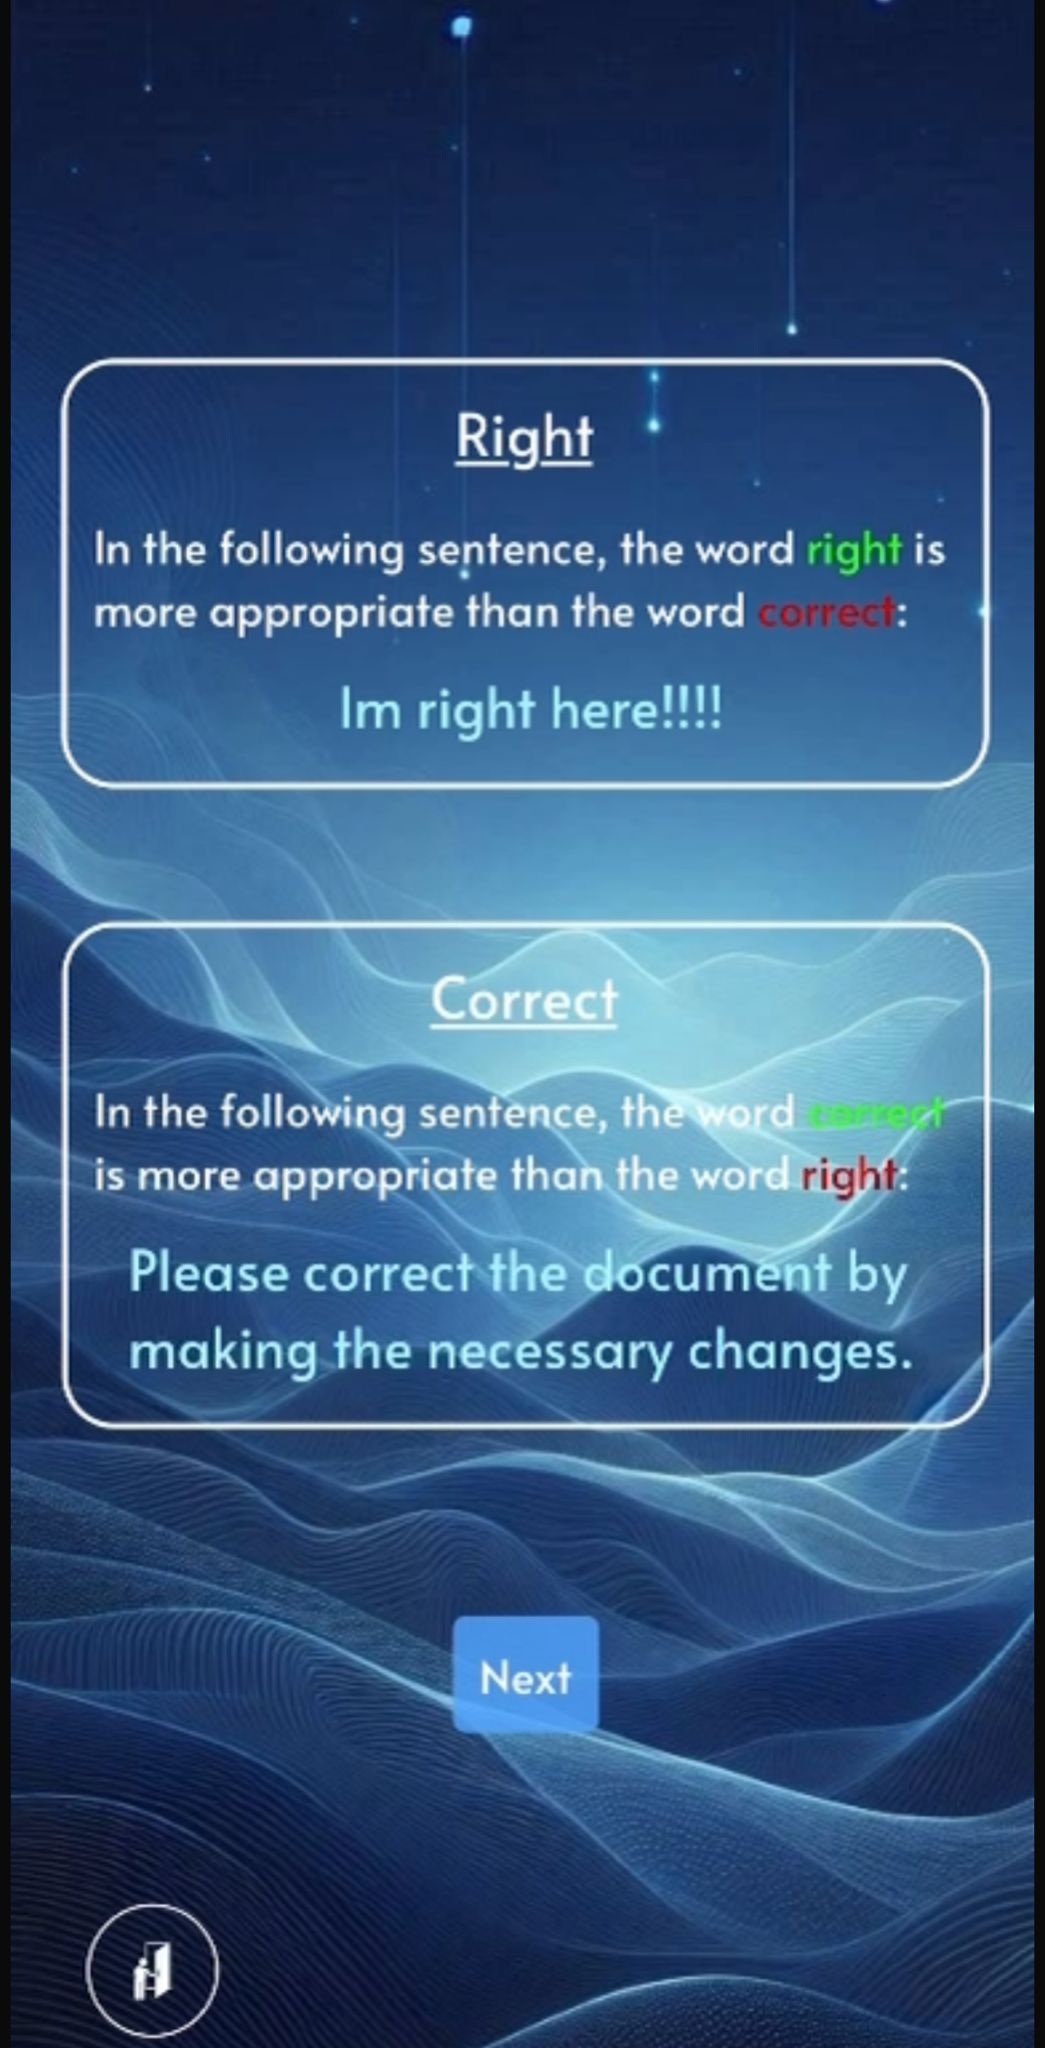 Right
In the following sentence, the word right is
more appropriate than the word correct:
Im right here!!!!
Correct
In the following sentence, the word correct
is more appropriate than the word right:
Please correct the document by
making the necessary changes.
Next